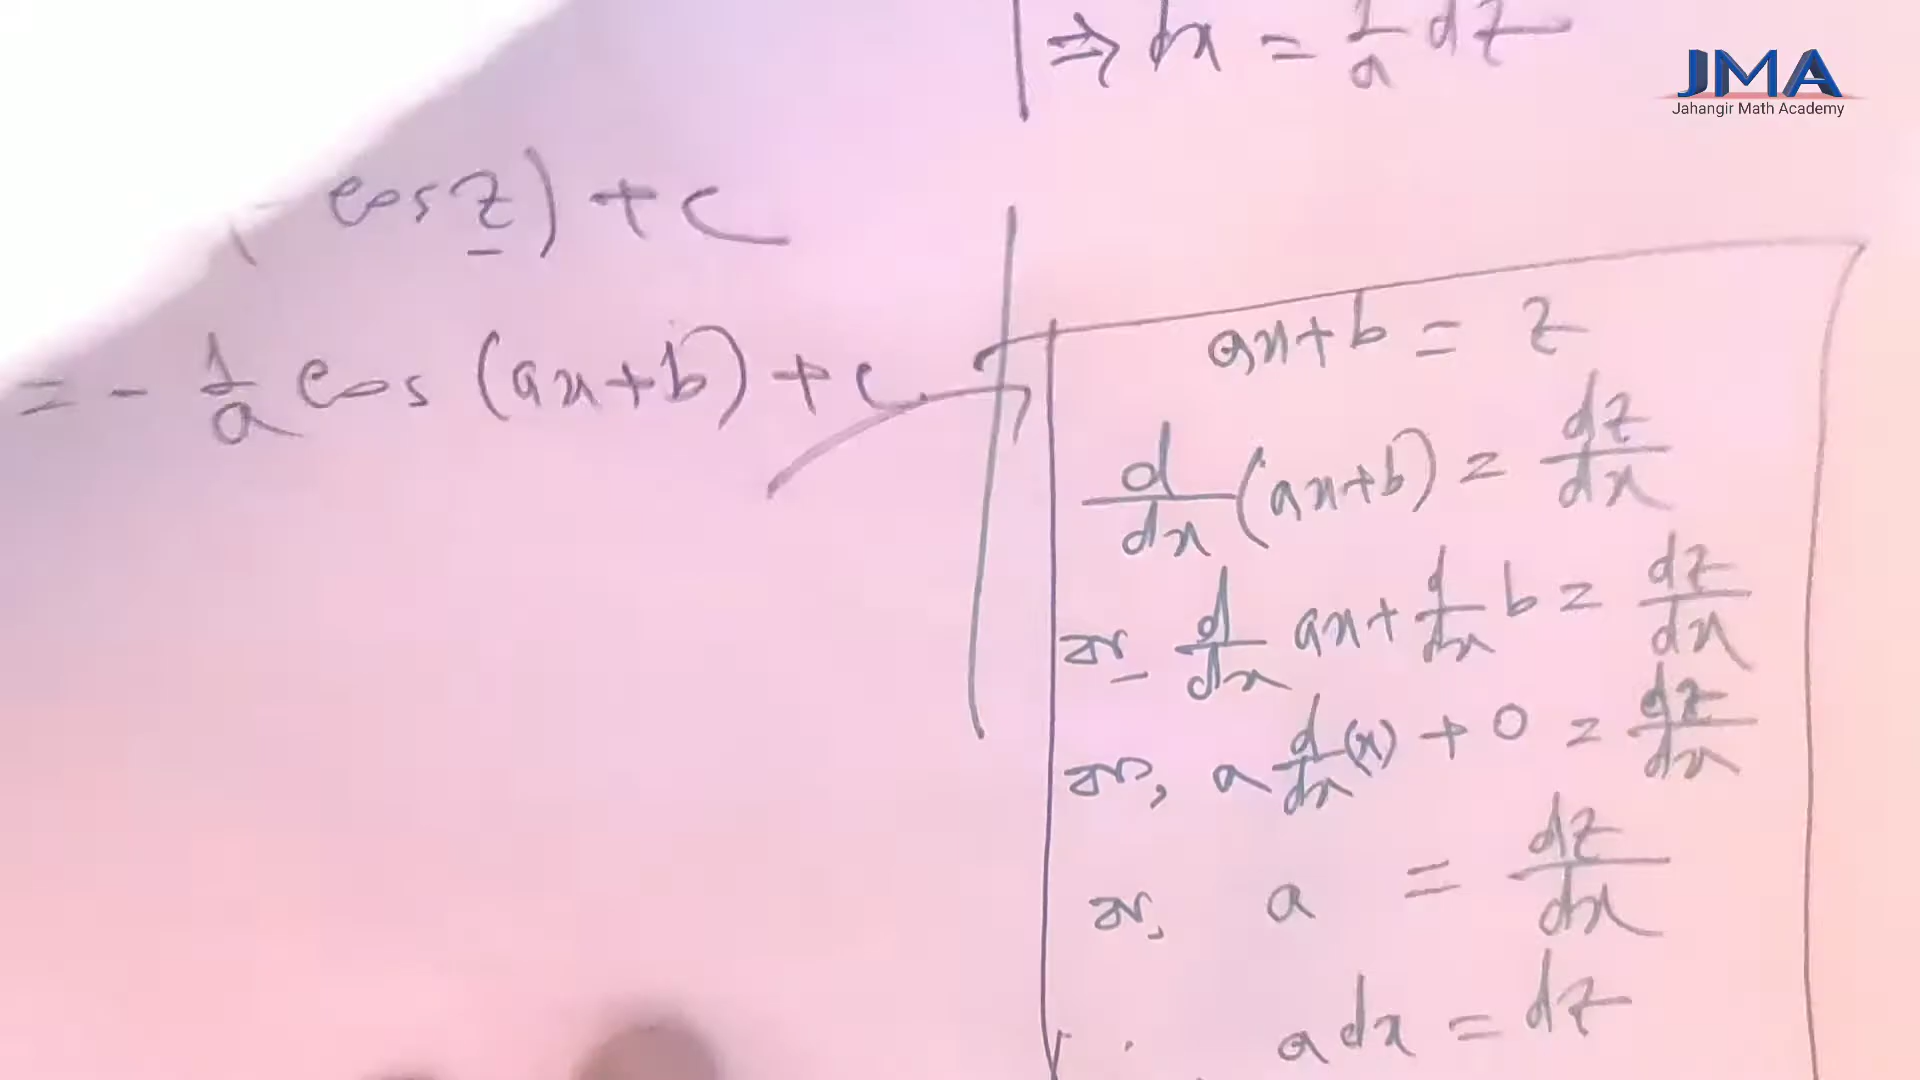 ⇒ dx = 1/a dz
JMA
Jahangir Math Academy
cos z) + c
= - 1/a cos (ax+b) + c
ax+b = z
d/dx (ax+b) = dz/dx
বা, d/dx ax + d/dx b = dz/dx
বা, a d/dx (x) + 0 = dz/dx
বা, a = dz/dx
∴ a dx = dz